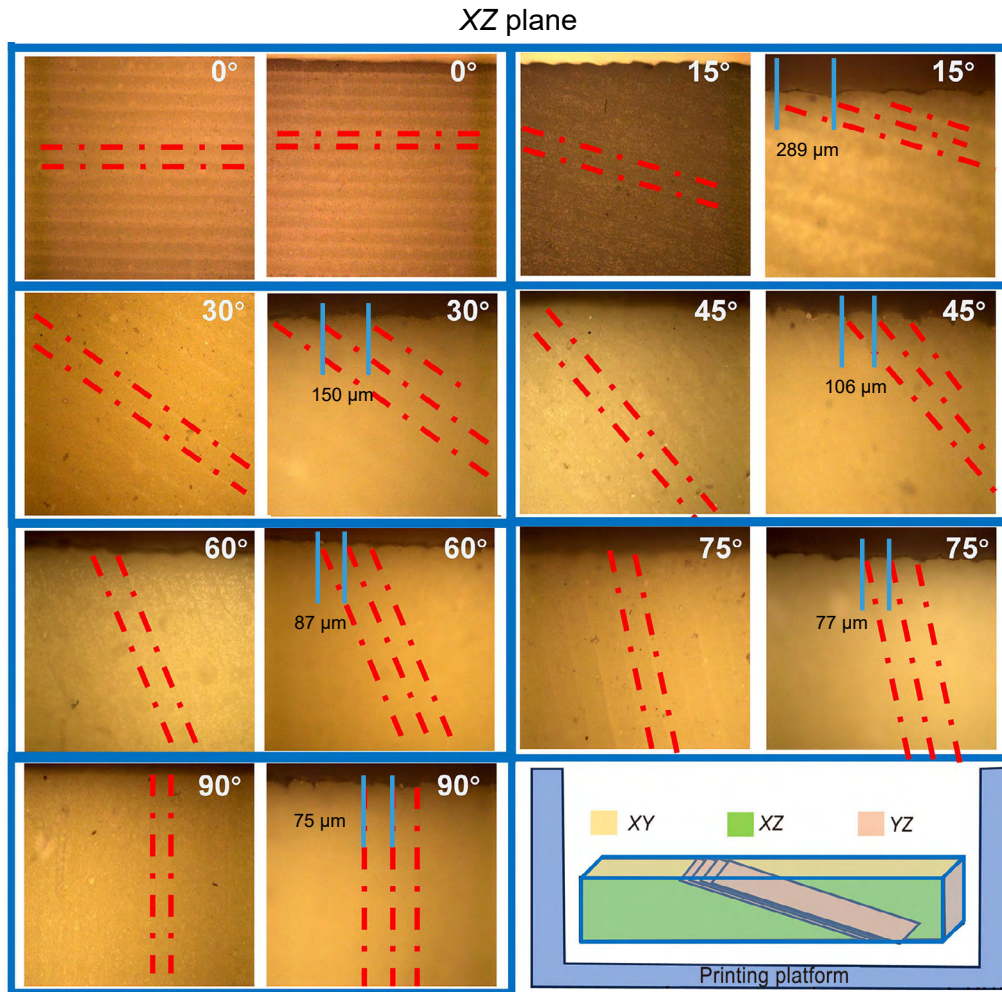 XZ plane
0°
0°
15°
15°
289 µm
30°
30°
150 µm
45°
45°
106 µm
60°
60°
87 µm
75°
75°
77 µm
90°
90°
75 µm
XY
XZ
YZ
Printing platform